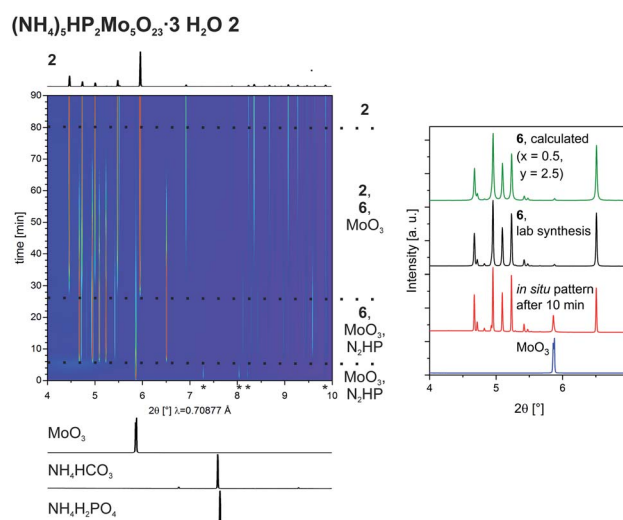 (NH₄)₅HP₂Mo₅O₂₃·3 H₂O 2
2
90
80
70
60
50
40
30
20
10
0
time [min]
4 5 6 7 8 9 10
* * * *
2θ [°] λ=0.70877 Å
2
2,
6,
MoO₃
6,
MoO₃,
N₂HP
MoO₃,
N₂HP
MoO₃
NH₄HCO₃
NH₄H₂PO₄
Intensity [a. u.]
6, calculated
(x = 0.5,
y = 2.5)
6,
lab synthesis
in situ pattern
after 10 min
MoO₃
4 5 6
2θ [°]